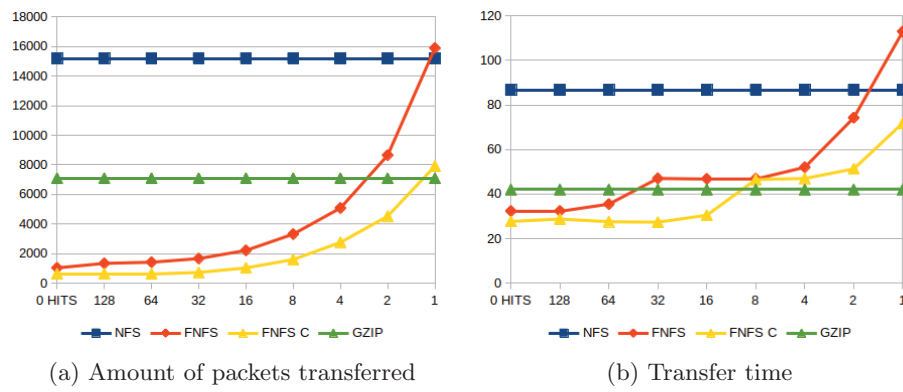 18000
16000
14000
12000
10000
8000
6000
4000
2000
0
0 HITS 128 64 32 16 8 4 2 1
NFS FNFS FNFS C GZIP
(a) Amount of packets transferred
120
100
80
60
40
20
0
0 HITS 128 64 32 16 8 4 2 1
NFS FNFS FNFS C GZIP
(b) Transfer time